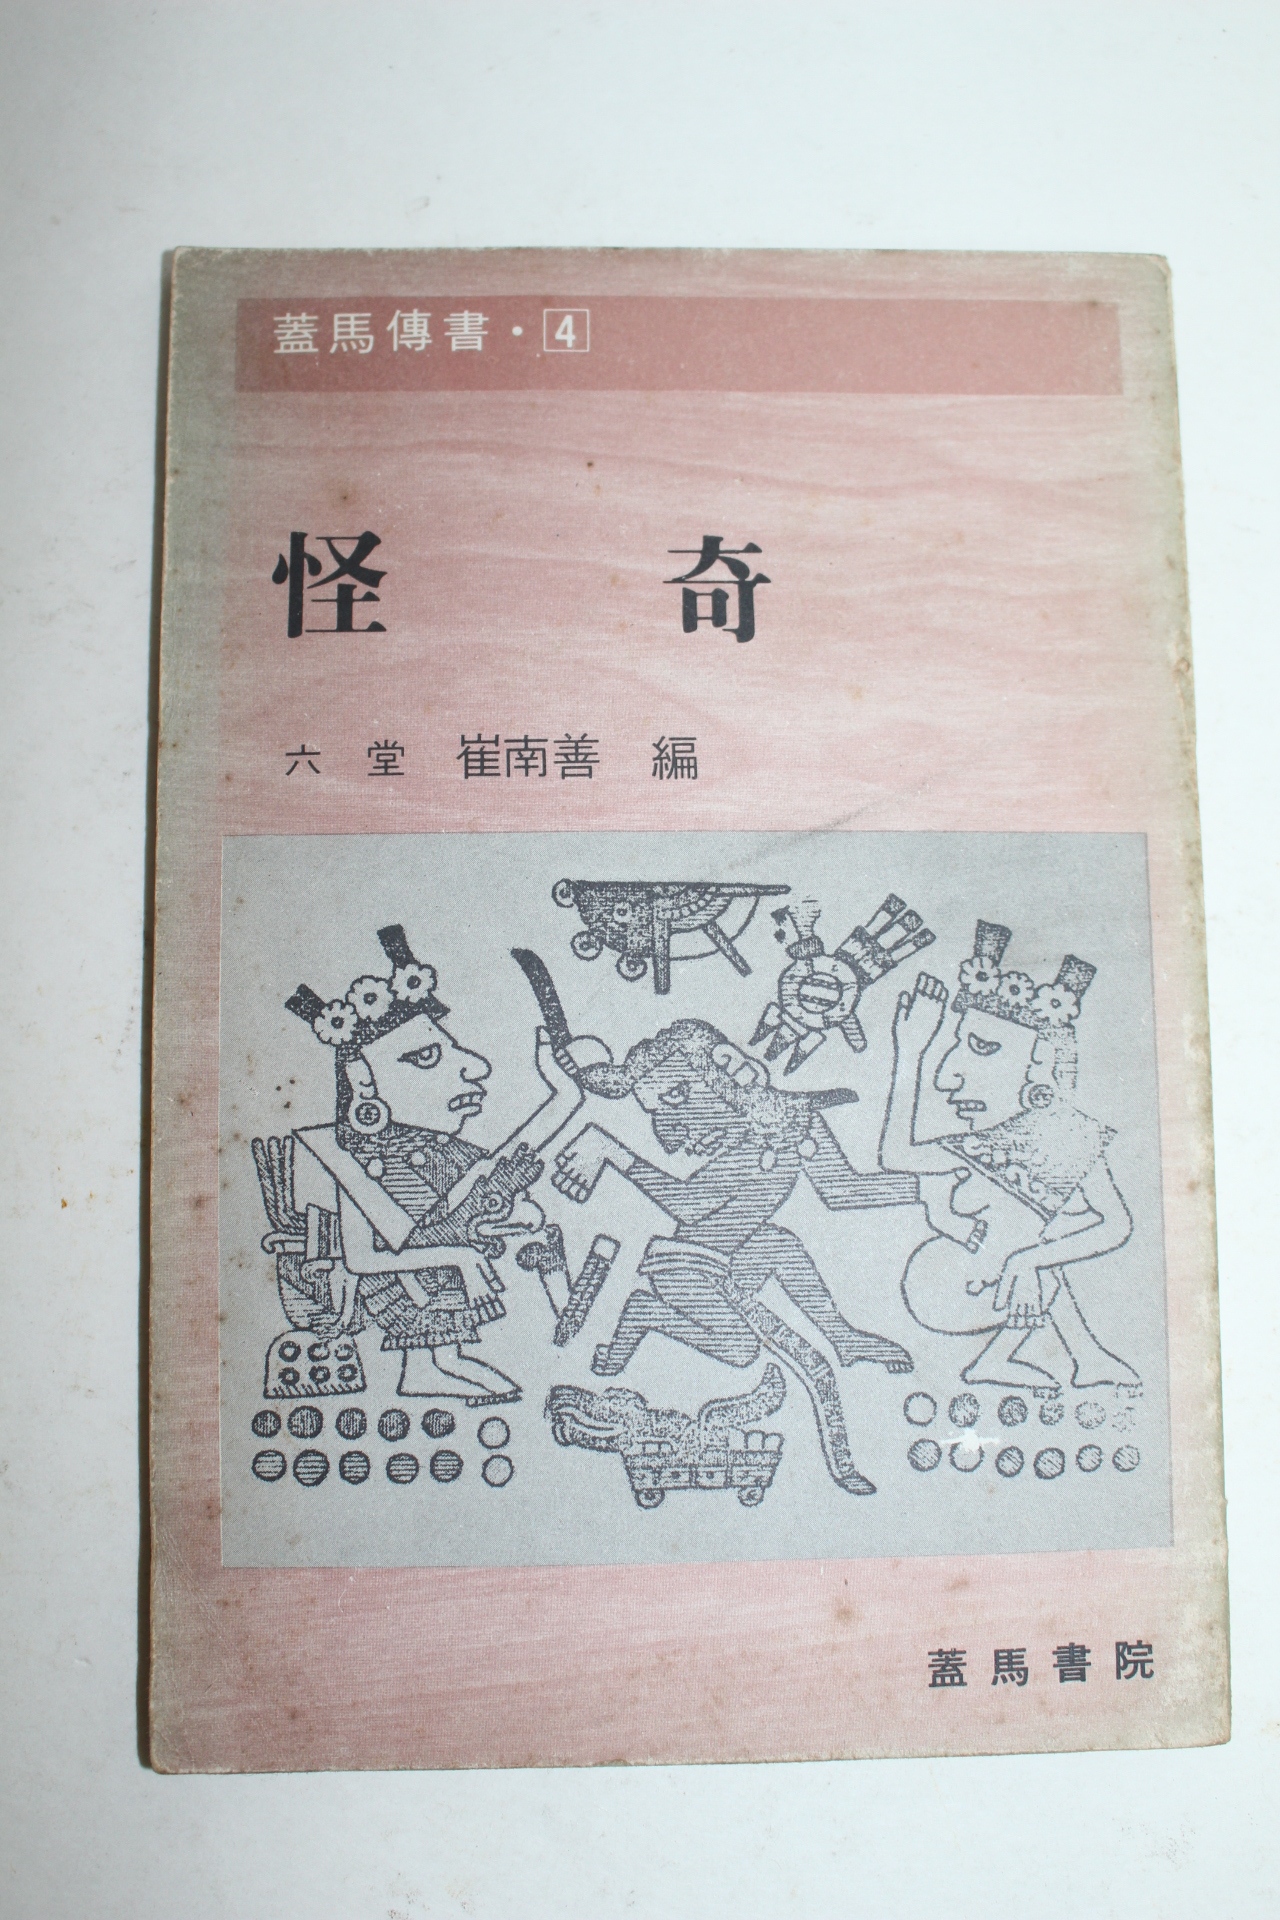 蓋馬傳書・4
怪奇
六堂 崔南善 編
蓋馬書院